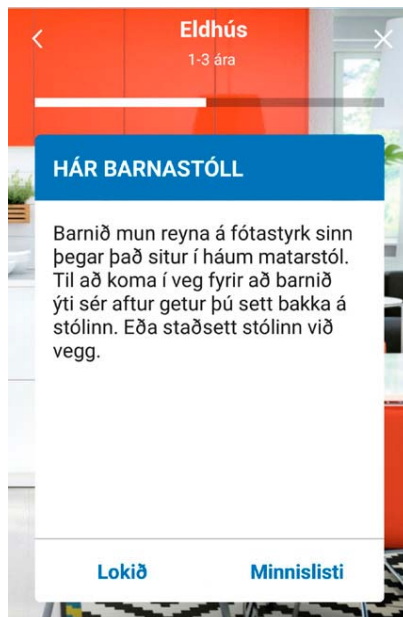 Eldhús
1-3 ára
HÁR BARNASTÓLL
Barnið mun reyna á fótastyrk sinn
þegar það situr í háum matarstól.
Til að koma í veg fyrir að barnið
ýti sér aftur getur þú sett bakka á
stólinn. Eða staðsett stólinn við
vegg.
Lokið
Minnislisti